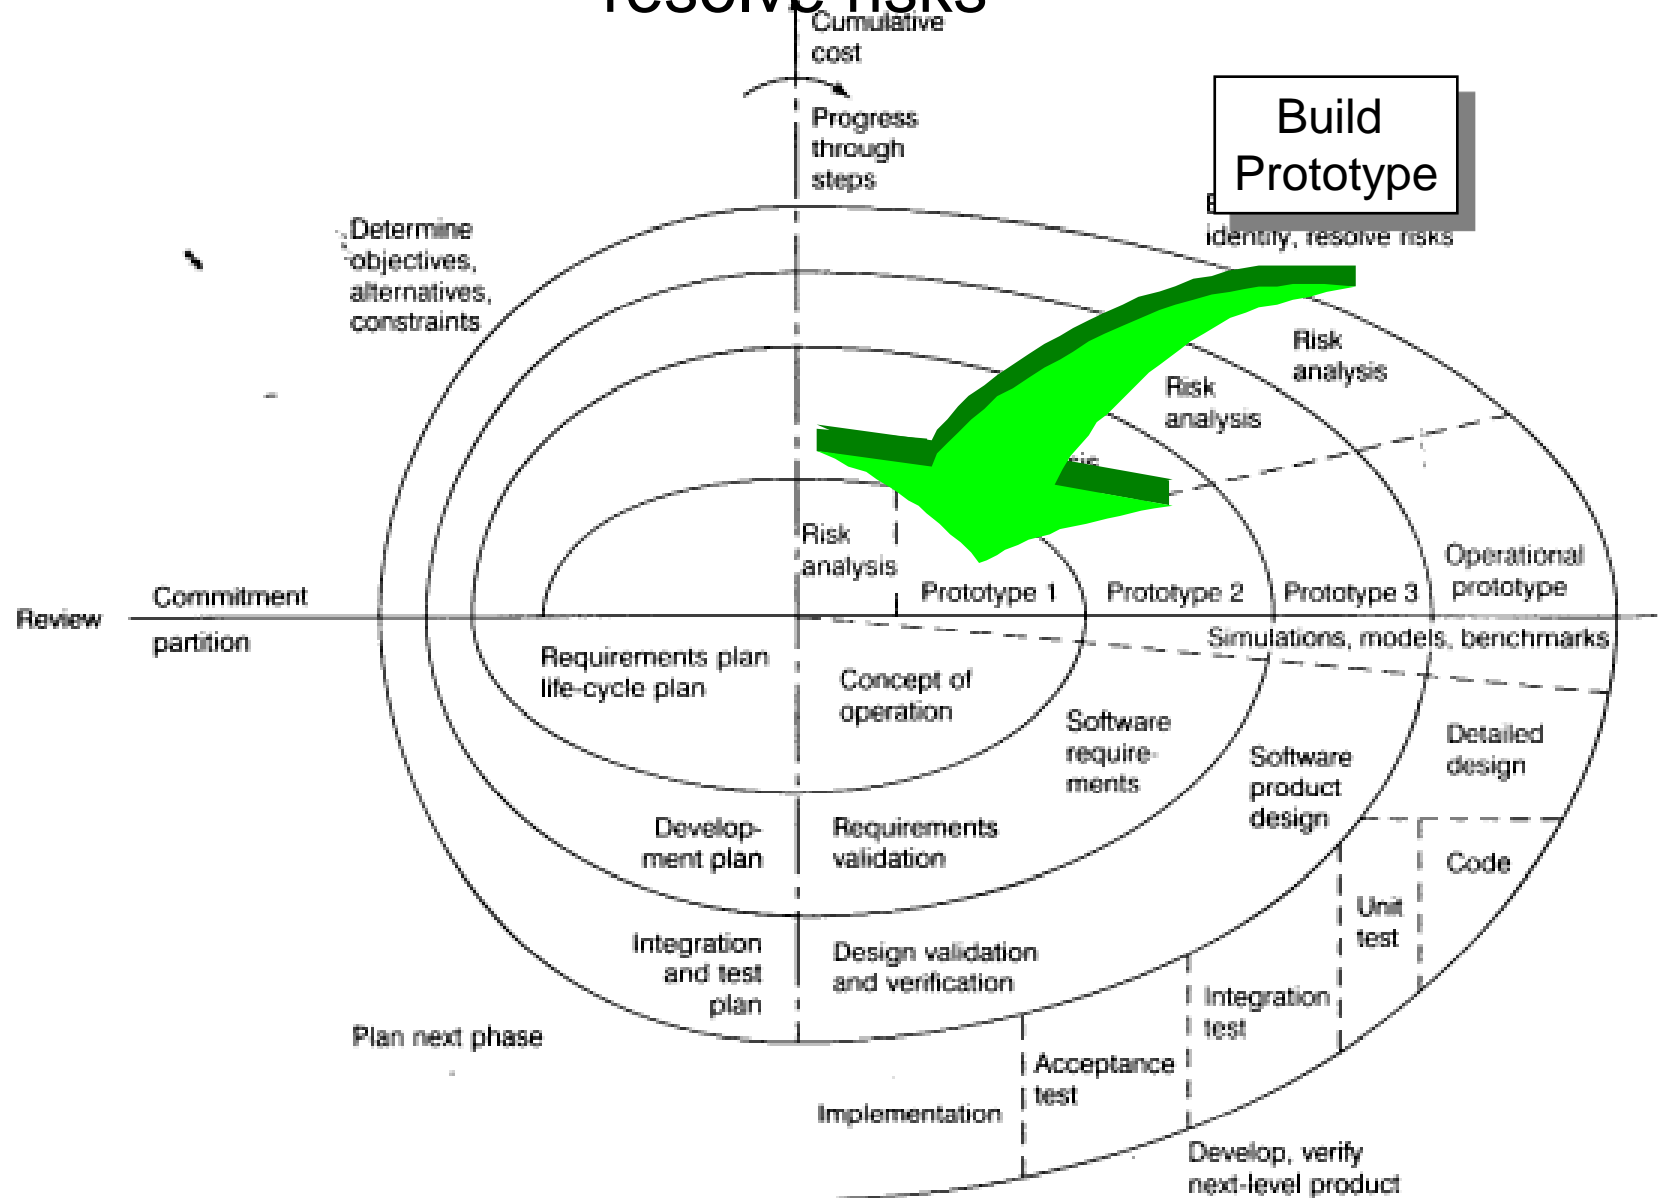 resolve risks
Cumulative
cost
Progress
through
steps
Build
Prototype
identify, resolve risks
Determine
objectives,
alternatives,
constraints
Risk
analysis
Risk
analysis
Risk
analysis
Prototype 1
Prototype 2
Prototype 3
Operational
prototype
Review
Commitment
partition
Simulations, models, benchmarks
Requirements plan
life-cycle plan
Concept of
operation
Software
require-
ments
Software
product
design
Detailed
design
Develop-
ment plan
Requirements
validation
Code
Unit
test
Integration
and test
plan
Design validation
and verification
Integration
test
Plan next phase
Acceptance
test
Implementation
Develop, verify
next-level product